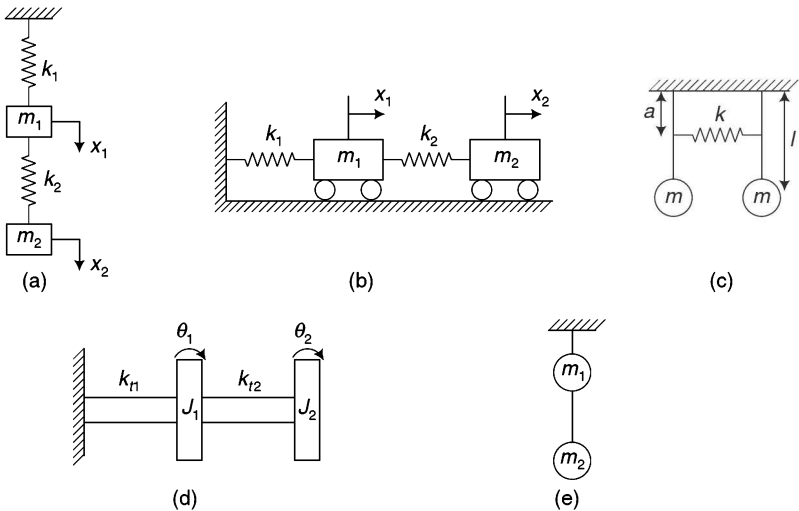 k₁
m₁
x₁
k₂
m₂
x₂
(a)
x₁
x₂
k₁
k₂
m₁
m₂
(b)
a
k
l
m
m
(c)
θ₁
θ₂
kₜ₁
kₜ₂
J₁
J₂
(d)
m₁
m₂
(e)